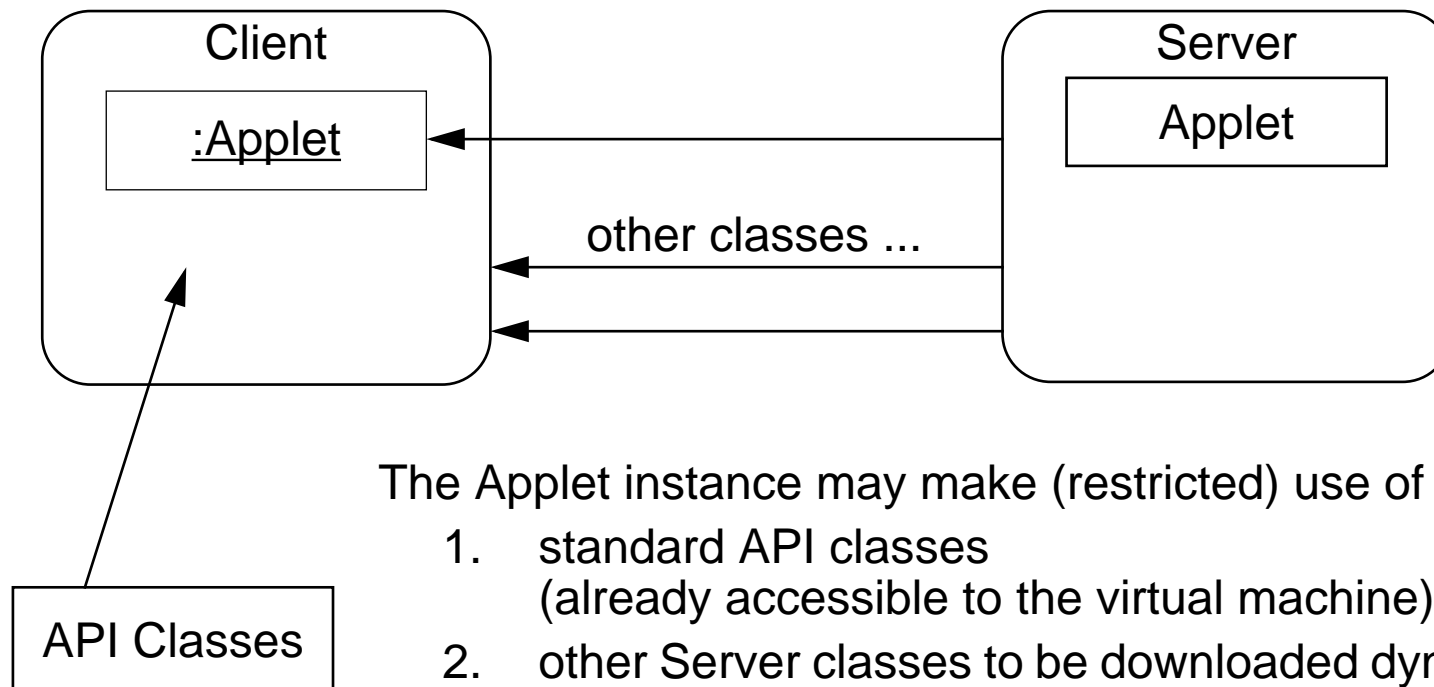 Client
Server
:Applet
Applet
other classes ...
The Applet instance may make (restricted) use of
1. standard API classes
(already accessible to the virtual machine)
API Classes
2. other Server classes to be downloaded